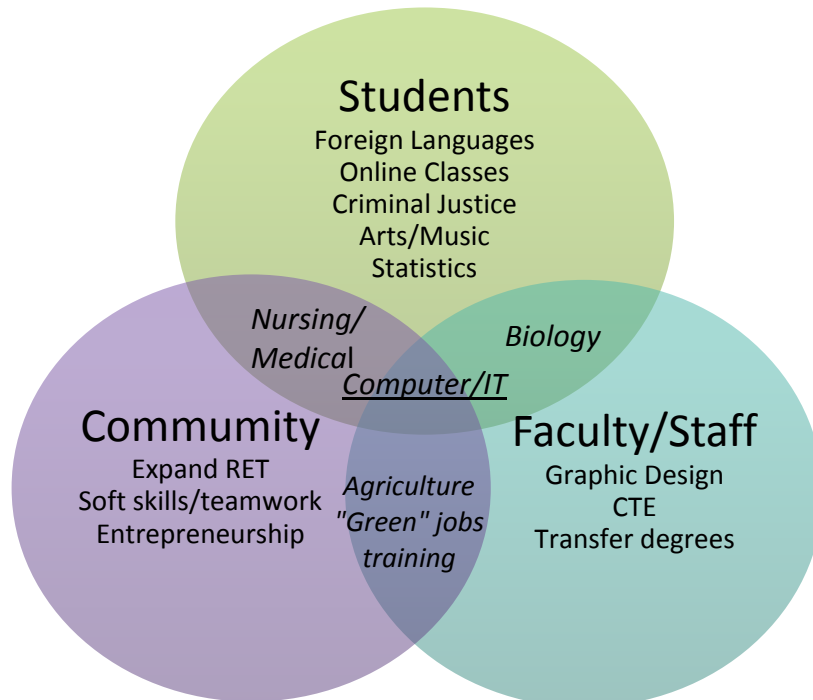 Students
Foreign Languages
Online Classes
Criminal Justice
Arts/Music
Statistics
Nursing/
Medical
Biology
Computer/IT
Commumity
Expand RET
Soft skills/teamwork
Entrepreneurship
Agriculture
"Green" jobs
training
Faculty/Staff
Graphic Design
CTE
Transfer degrees